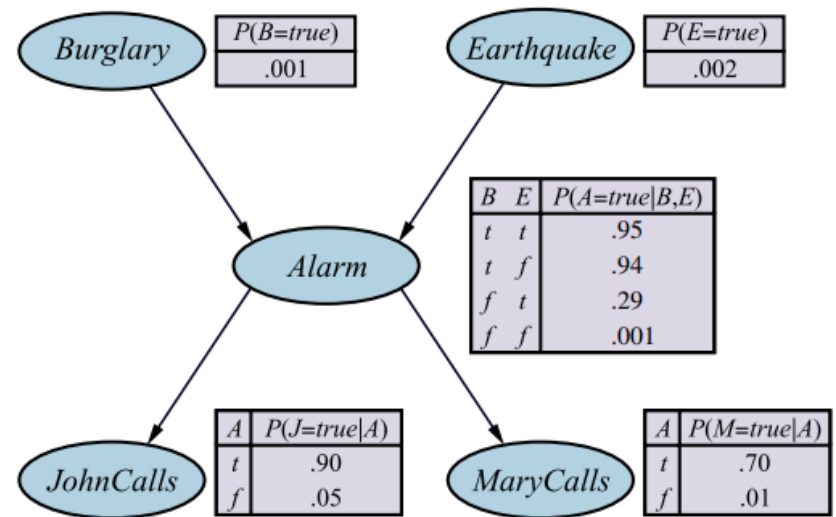 Burglary
P(B=true)
.001
Earthquake
P(E=true)
.002
Alarm
B E P(A=true|B,E)
t t .95
t f .94
f t .29
f f .001
JohnCalls
A P(J=true|A)
t .90
f .05
MaryCalls
A P(M=true|A)
t .70
f .01